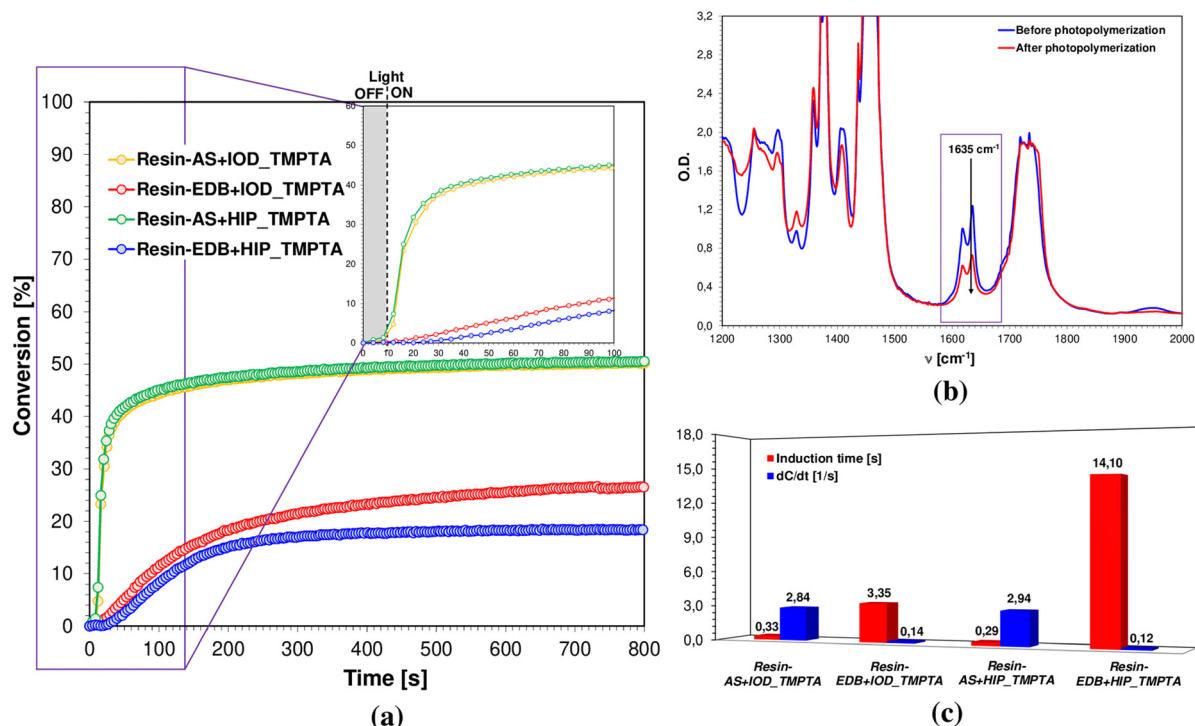 100
90
80
70
60
50
40
30
20
10
0
Conversion [%]
0 100 200 300 400 500 600 700 800
Time [s]
Resin-AS+IOD_TMPTA
Resin-EDB+IOD_TMPTA
Resin-AS+HIP_TMPTA
Resin-EDB+HIP_TMPTA
Light
OFF ON
60
50
40
30
20
10
0
0 10 20 30 40 50 60 70 80 90 100
(a)
3,2
2,8
2,4
2,0
1,6
1,2
0,8
0,4
0,0
O.D.
Before photopolymerization
After photopolymerization
1635 cm-1
1200 1300 1400 1500 1600 1700 1800 1900 2000
ν [cm-1]
(b)
18,0
15,0
12,0
9,0
6,0
3,0
0,0
Induction time [s]
dC/dt [1/s]
0,33 2,84 3,35 0,14 0,29 2,94 14,10 0,12
Resin-
AS+IOD_TMPTA
Resin-
EDB+IOD_TMPTA
Resin-
AS+HIP_TMPTA
Resin-
EDB+HIP_TMPTA
(c)